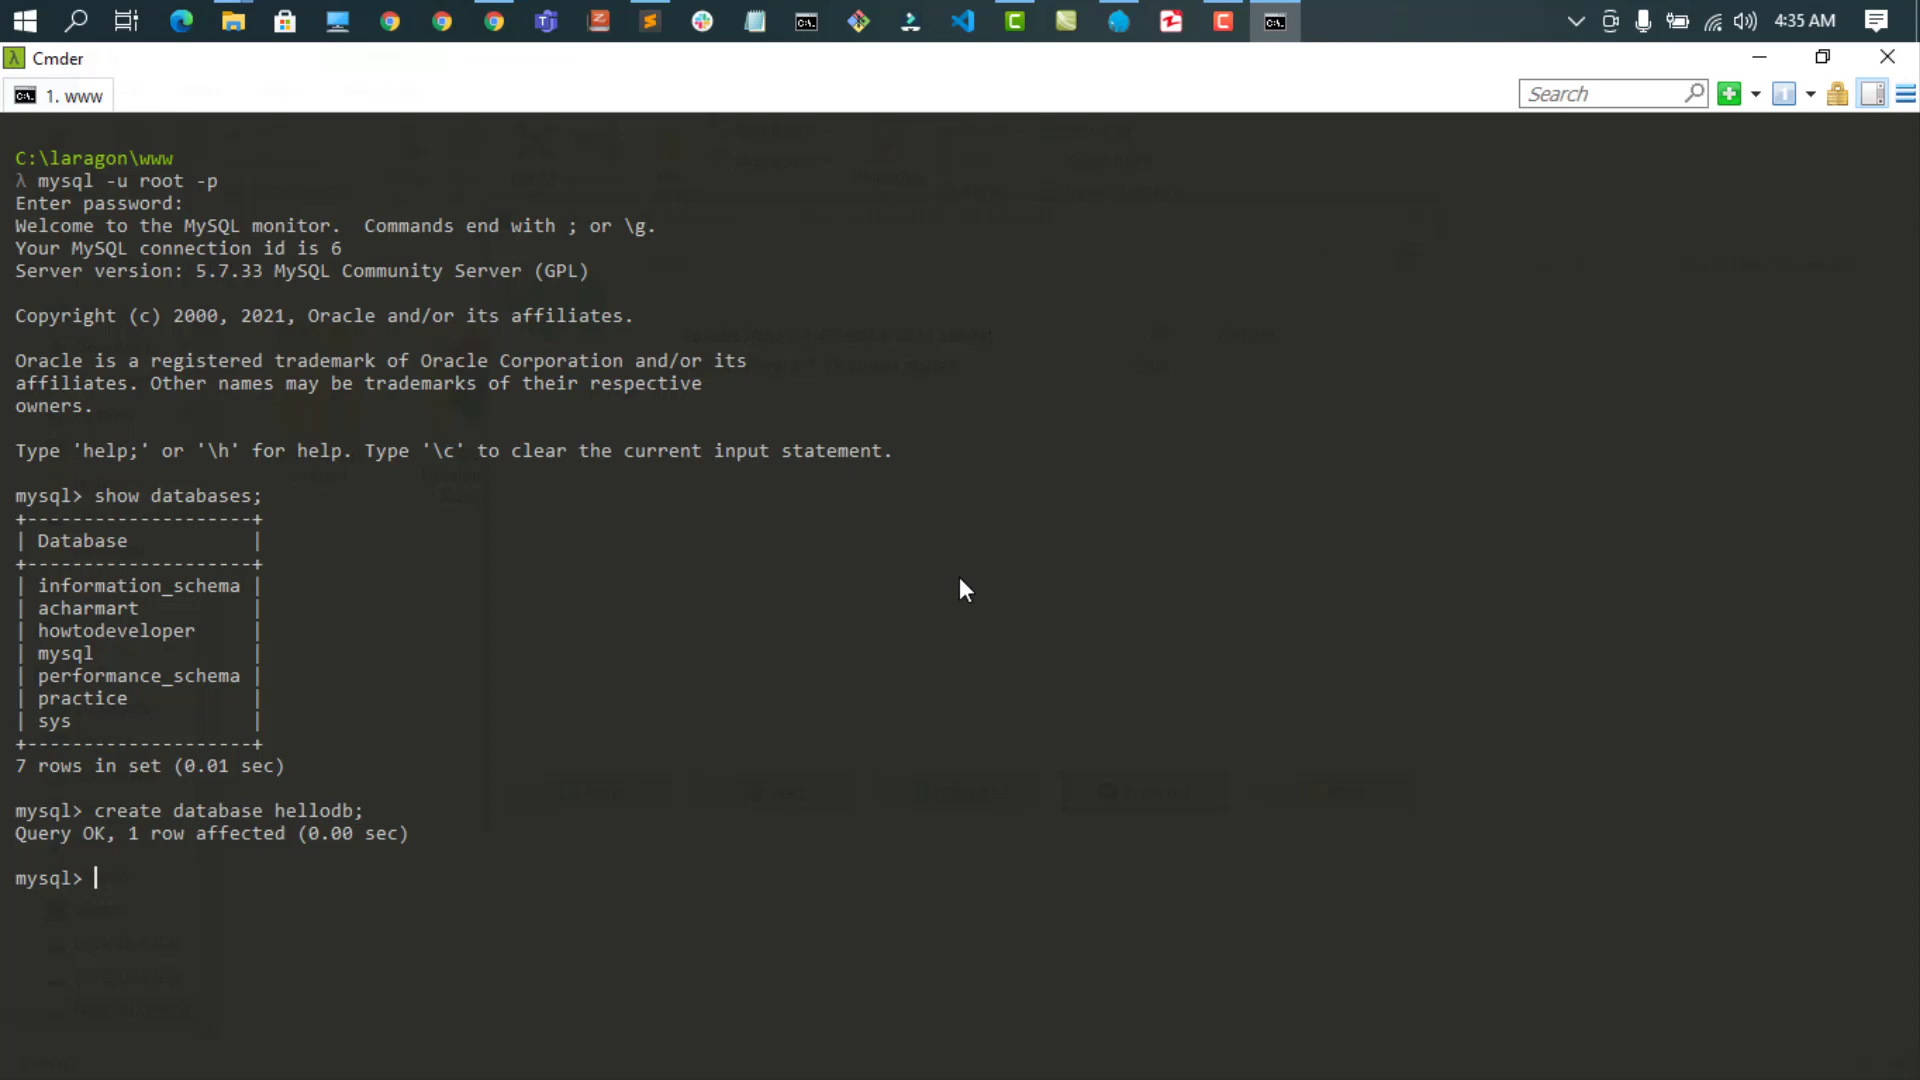 4:35 AM
Cmder
1. www
Search
C:\laragon\www
λ mysql -u root -p
Enter password:
Welcome to the MySQL monitor.  Commands end with ; or \g.
Your MySQL connection id is 6
Server version: 5.7.33 MySQL Community Server (GPL)
Copyright (c) 2000, 2021, Oracle and/or its affiliates.
Oracle is a registered trademark of Oracle Corporation and/or its
affiliates. Other names may be trademarks of their respective
owners.
Type 'help;' or '\h' for help. Type '\c' to clear the current input statement.
mysql> show databases;
+--------------------+
| Database           |
+--------------------+
| information_schema |
| acharmart          |
| howtodeveloper     |
| mysql              |
| performance_schema |
| practice           |
| sys                |
+--------------------+
7 rows in set (0.01 sec)
mysql> create database hellodb;
Query OK, 1 row affected (0.00 sec)
mysql>